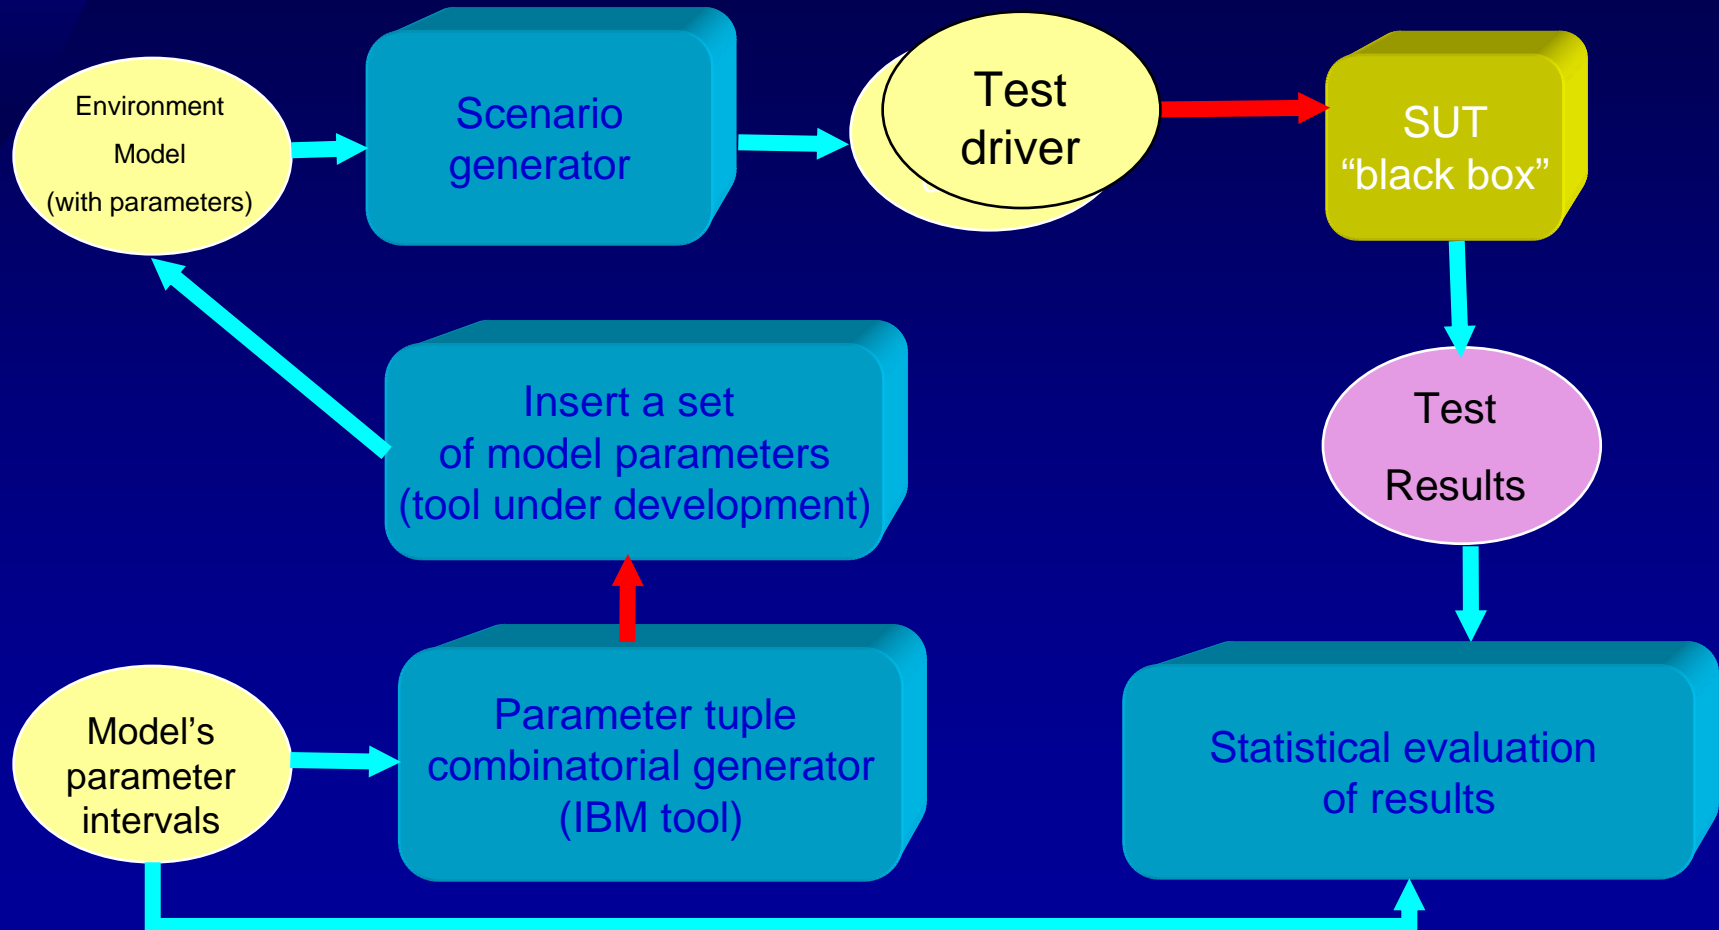 Environment
Model
(with parameters)
Scenario
generator
Test
driver
SUT
“black box”
Insert a set
of model parameters
(tool under development)
Test
Results
Model’s
parameter
intervals
Parameter tuple
combinatorial generator
(IBM tool)
Statistical evaluation
of results